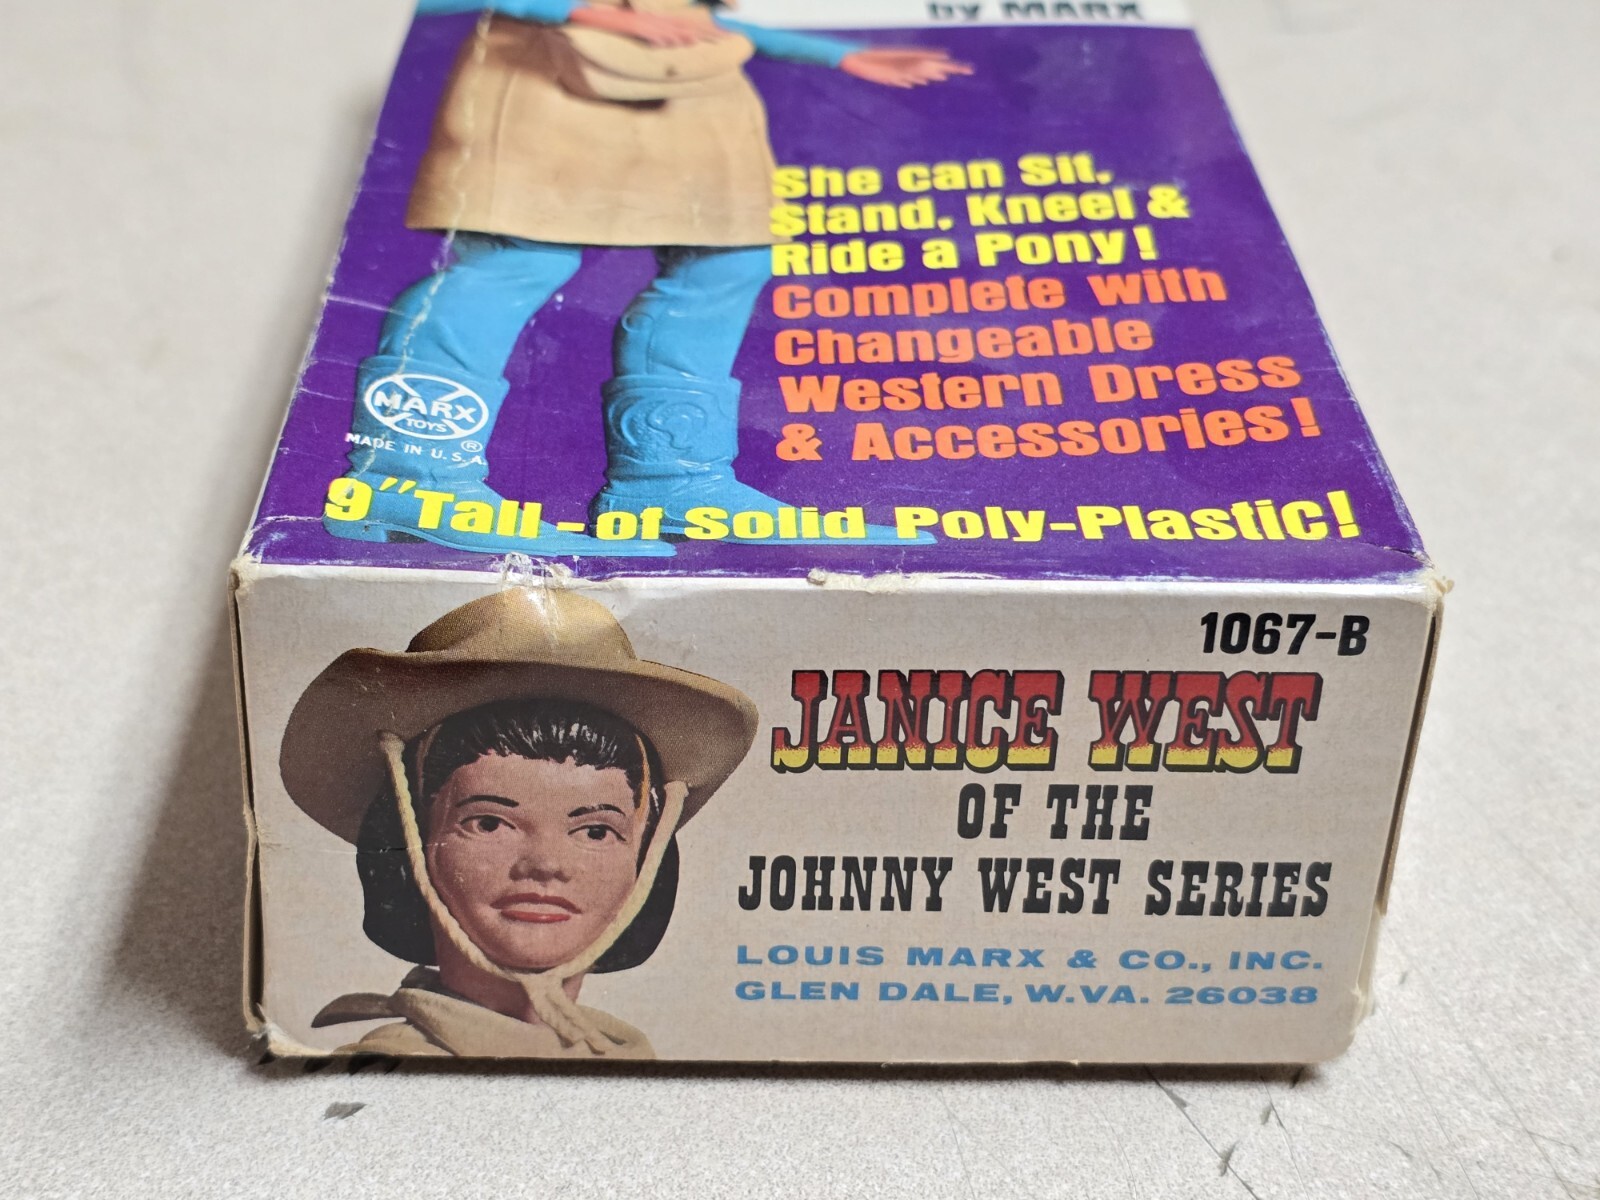 by MARX
She can Sit,
Stand, Kneel &
Ride a Pony!
Complete with
Changeable
Western Dress
& Accessories!
MARX
TOYS
®
MADE IN U.S.A.
9" Tall - of Solid Poly-Plastic!
1067-B
JANICE WEST
OF THE
JOHNNY WEST SERIES
LOUIS MARX & CO., INC.
GLEN DALE, W.VA. 26038